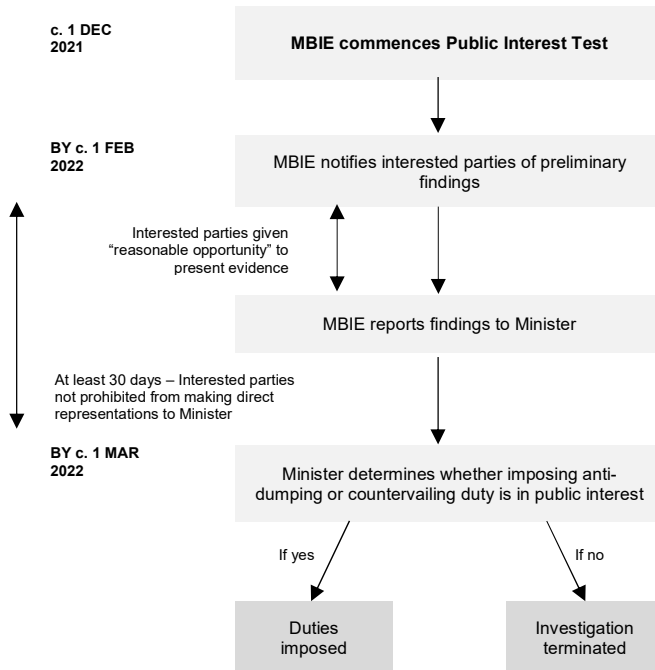 c. 1 DEC
2021
MBIE commences Public Interest Test
BY c. 1 FEB
2022
MBIE notifies interested parties of preliminary
findings
Interested parties given
“reasonable opportunity” to
present evidence
MBIE reports findings to Minister
At least 30 days – Interested parties
not prohibited from making direct
representations to Minister
BY c. 1 MAR
2022
Minister determines whether imposing anti-
dumping or countervailing duty is in public interest
If yes
If no
Duties
imposed
Investigation
terminated